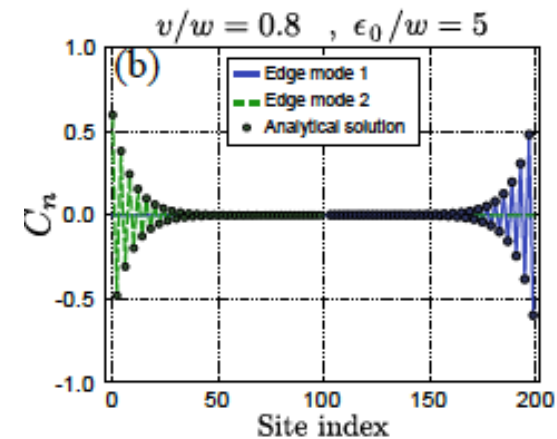 v/w = 0.8 , ϵ₀/w = 5
(b)
Edge mode 1
Edge mode 2
Analytical solution
1.0
0.5
0.0
-0.5
-1.0
Cₙ
0 50 100 150 200
Site index